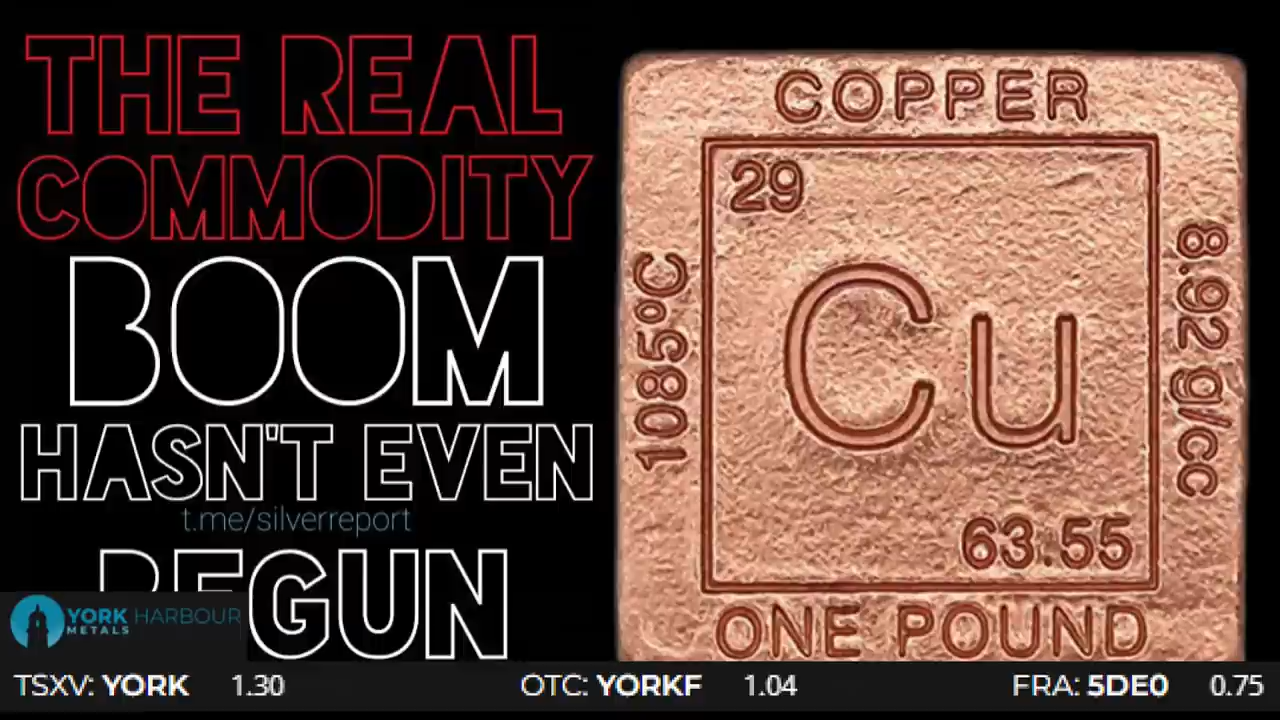 THE REAL
COMMODITY
BOOM
HASN'T EVEN
t.me/silverreport
BEGUN
COPPER
29
1085ºC
Cu
8.92 g/cc
63.55
ONE POUND
YORK HARBOUR
METALS
TSXV: YORK 1.30 OTC: YORKF 1.04 FRA: 5DE0 0.75